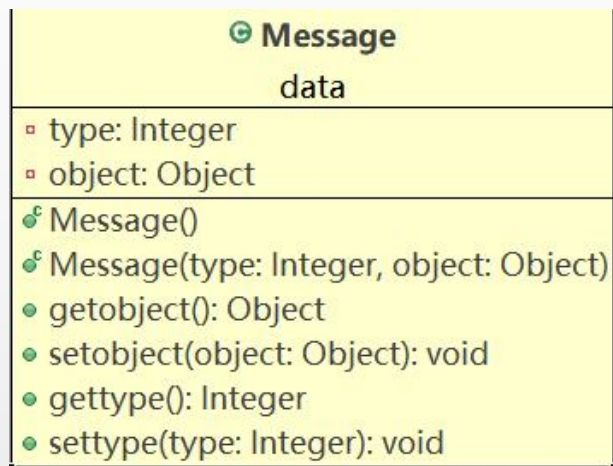 Message
data
type: Integer
object: Object
Message()
Message(type: Integer, object: Object)
getobject(): Object
setobject(object: Object): void
gettype(): Integer
settype(type: Integer): void